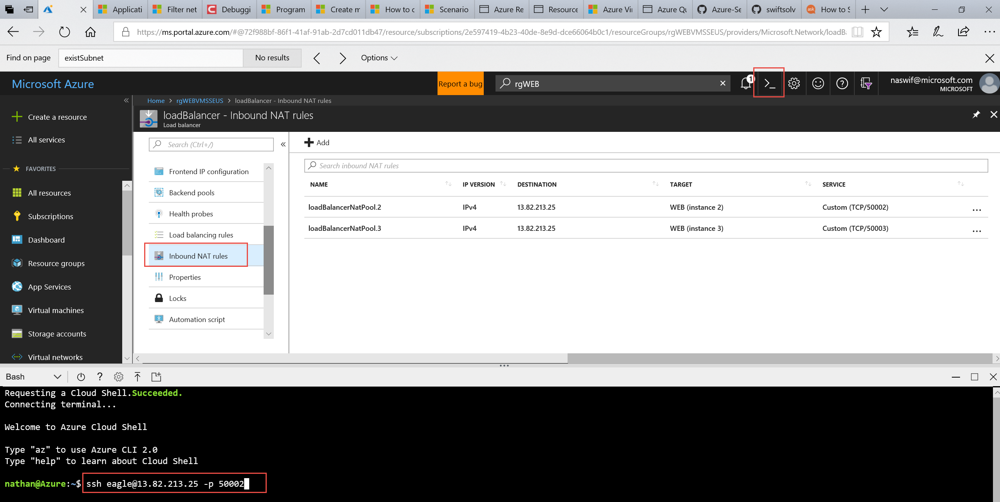 Applicati
Filter net
Debuggi
Program
Create m
How to c
Scenario
Azure Re
Resource
Azure Vi
Azure Qu
Azure-Se
swiftsolv
How to S
https://ms.portal.azure.com/#@72f988bf-86f1-41af-91ab-2d7cd011db47/resource/subscriptions/2e597419-4b23-40de-8e9d-dce66064b0c1/resourceGroups/rgWEBVMSSEUS/providers/Microsoft.Network/loadBa
Find on page
existSubnet
No results
Options
Microsoft Azure
Report a bug
rgWEB
1
naswif@microsoft.com
MICROSOFT
Home > rgWEBVMSSEUS > loadBalancer - Inbound NAT rules
loadBalancer - Inbound NAT rules
Load balancer
Create a resource
All services
FAVORITES
All resources
Subscriptions
Dashboard
Resource groups
App Services
Virtual machines
Storage accounts
Virtual networks
Search (Ctrl+/)
Frontend IP configuration
Backend pools
Health probes
Load balancing rules
Inbound NAT rules
Properties
Locks
Automation script
Add
Search inbound NAT rules
NAME IP VERSION DESTINATION TARGET SERVICE
loadBalancerNatPool.2 IPv4 13.82.213.25 WEB (instance 2) Custom (TCP/50002)
loadBalancerNatPool.3 IPv4 13.82.213.25 WEB (instance 3) Custom (TCP/50003)
Bash
Requesting a Cloud Shell.Succeeded.
Connecting terminal...
Welcome to Azure Cloud Shell
Type "az" to use Azure CLI 2.0
Type "help" to learn about Cloud Shell
nathan@Azure:~$ ssh eagle@13.82.213.25 -p 50002